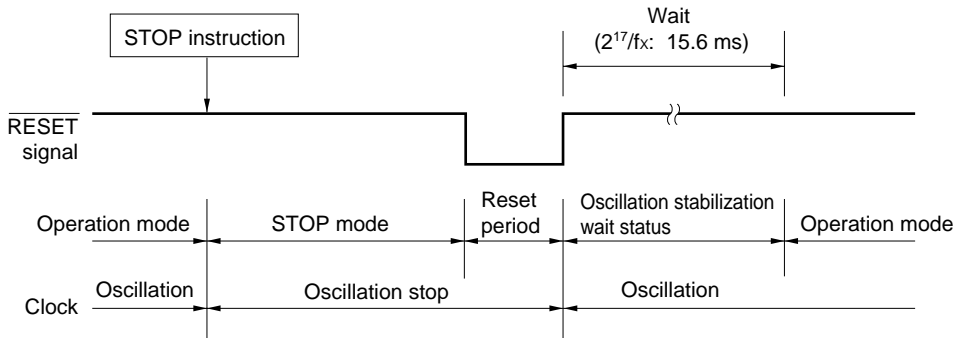 Wait
(2¹⁷/fx: 15.6 ms)
STOP instruction
RESET
signal
Reset
period
Oscillation stabilization
wait status
Operation mode
STOP mode
Operation mode
Clock
Oscillation
Oscillation stop
Oscillation